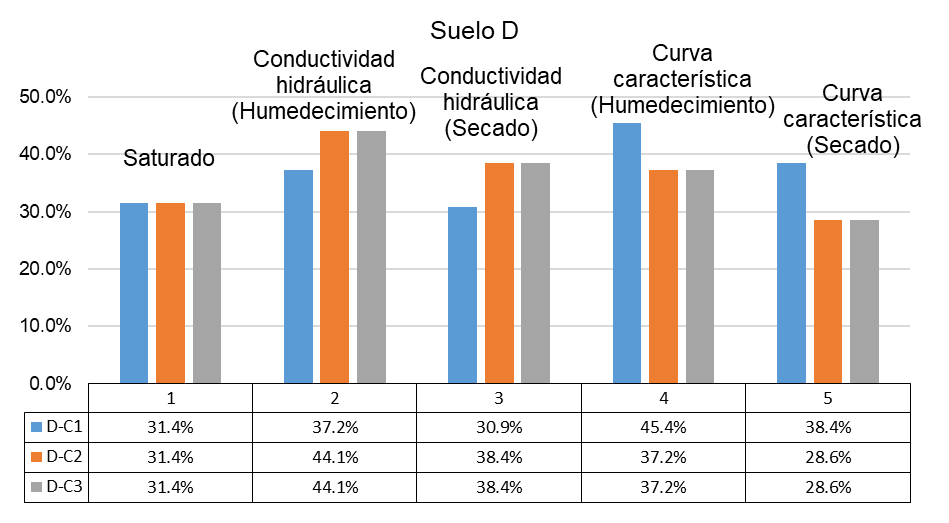 Suelo D
Conductividad
hidráulica
(Humedecimiento)
Conductividad
hidráulica
(Secado)
Curva
característica
(Humedecimiento)
Curva
característica
(Secado)
Saturado
50.0%
40.0%
30.0%
20.0%
10.0%
0.0%
1 2 3 4 5
D-C1 31.4% 37.2% 30.9% 45.4% 38.4%
D-C2 31.4% 44.1% 38.4% 37.2% 28.6%
D-C3 31.4% 44.1% 38.4% 37.2% 28.6%